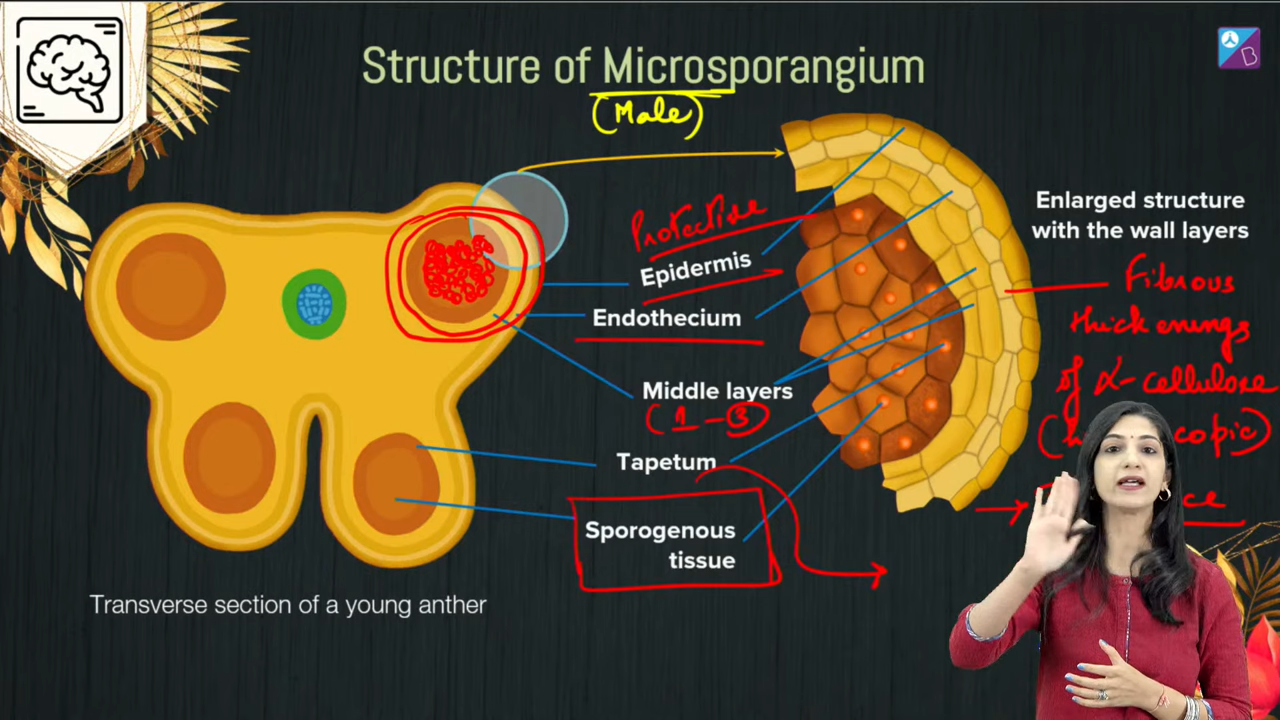 Structure of Microsporangium
(Male)
Protective
Epidermis
Endothecium
Middle layers
(1-3)
Tapetum
Sporogenous
tissue
Enlarged structure
with the wall layers
Fibrous
thickenings
of α-cellulose
Transverse section of a young anther
B